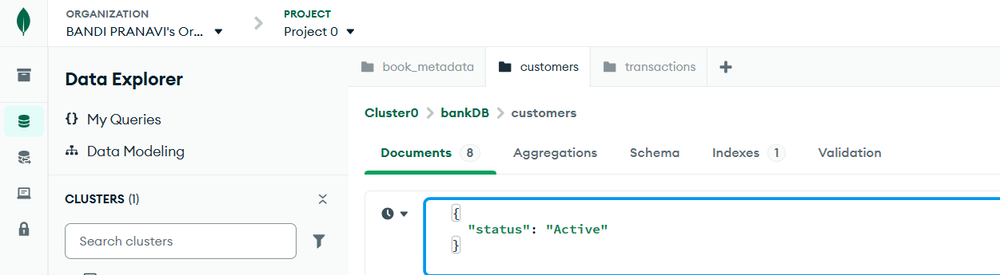 ORGANIZATION
BANDI PRANAVI's Or...
PROJECT
Project 0
Data Explorer
My Queries
Data Modeling
CLUSTERS (1)
Search clusters
book_metadata
customers
transactions
Cluster0 > bankDB > customers
Documents 8
Aggregations
Schema
Indexes 1
Validation
{
"status": "Active"
}